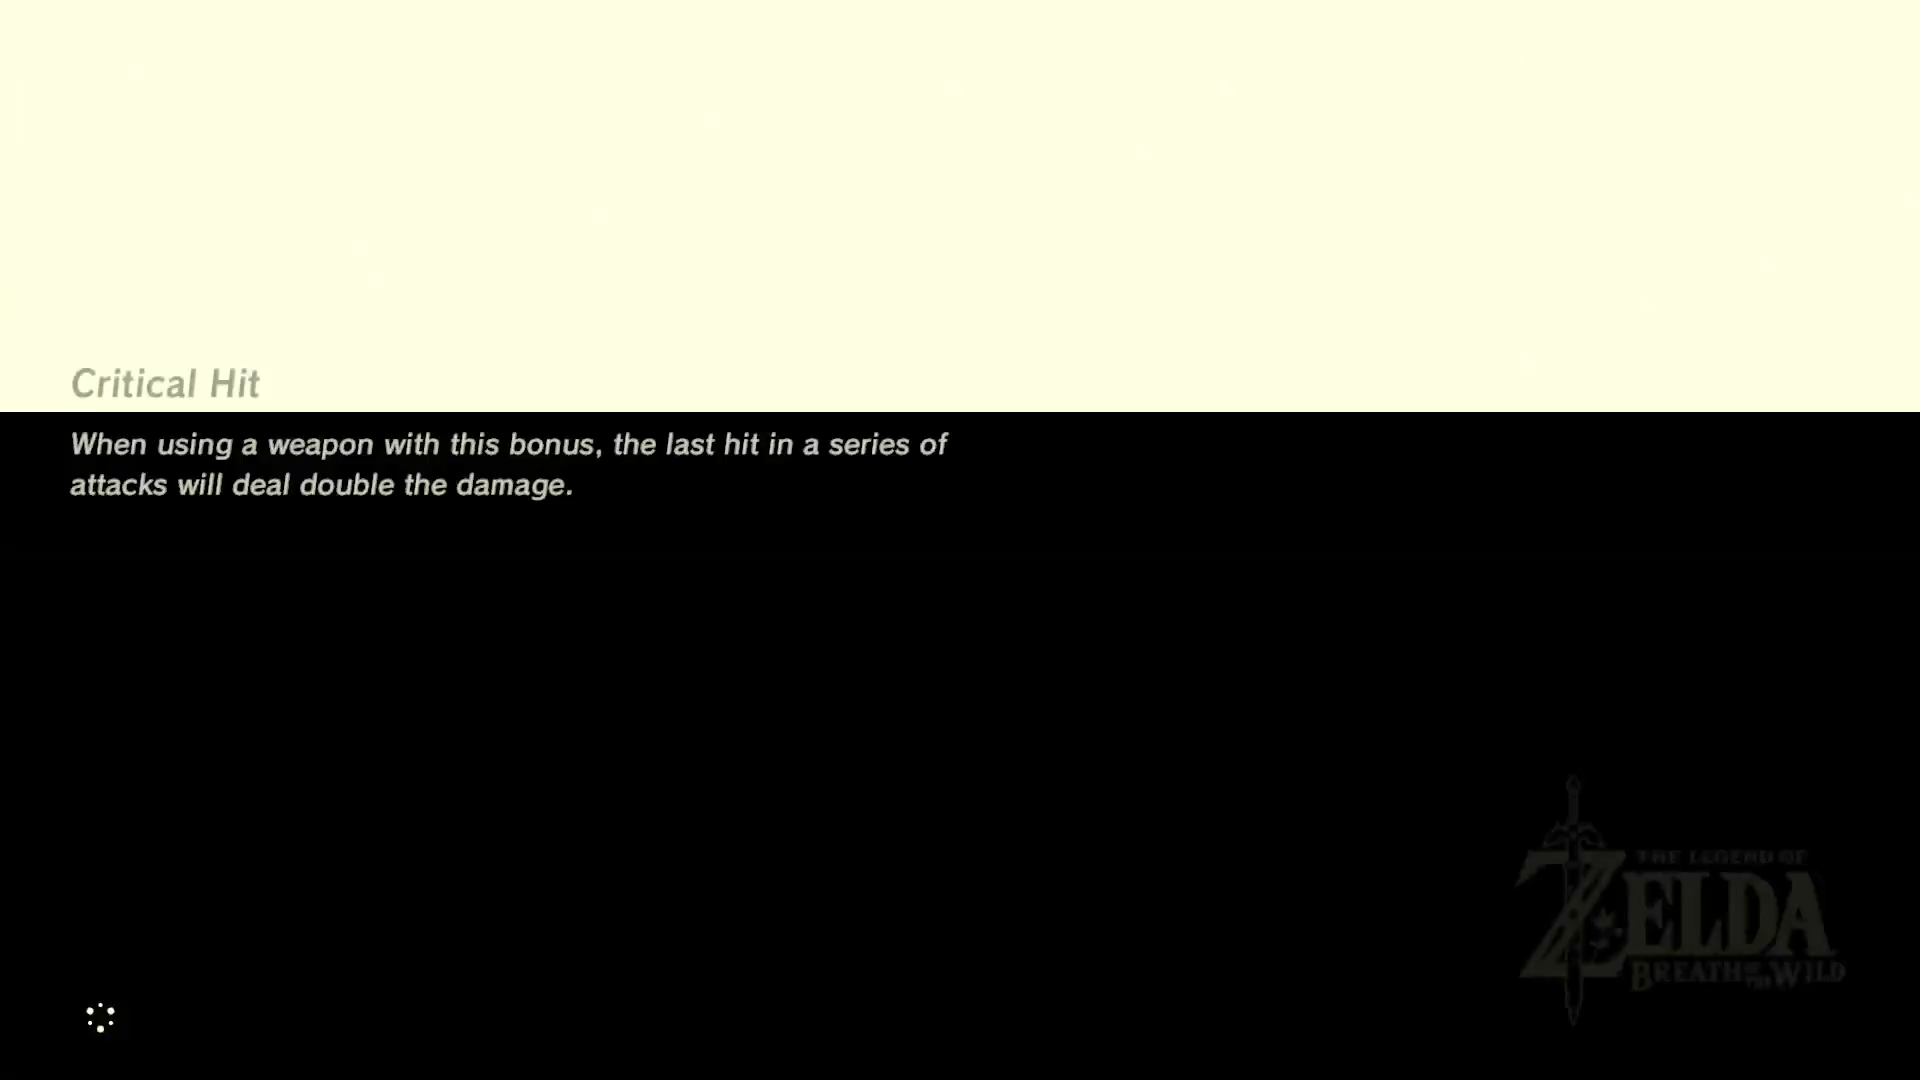 Critical Hit
When using a weapon with this bonus, the last hit in a series of
attacks will deal double the damage.
THE LEGEND OF
ZELDA
BREATH OF THE WILD